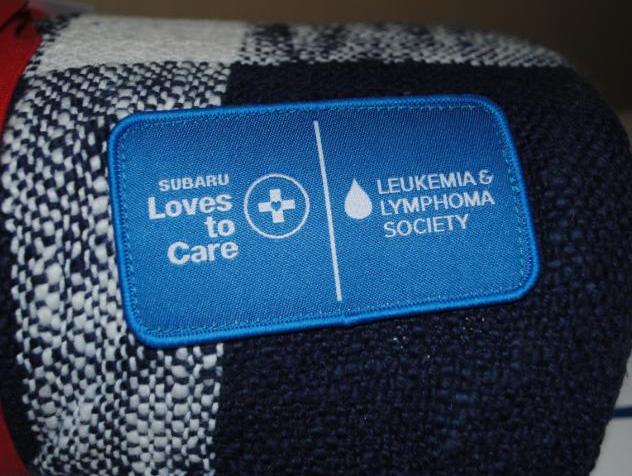 SUBARU
Loves
to
Care
LEUKEMIA &
LYMPHOMA
SOCIETY